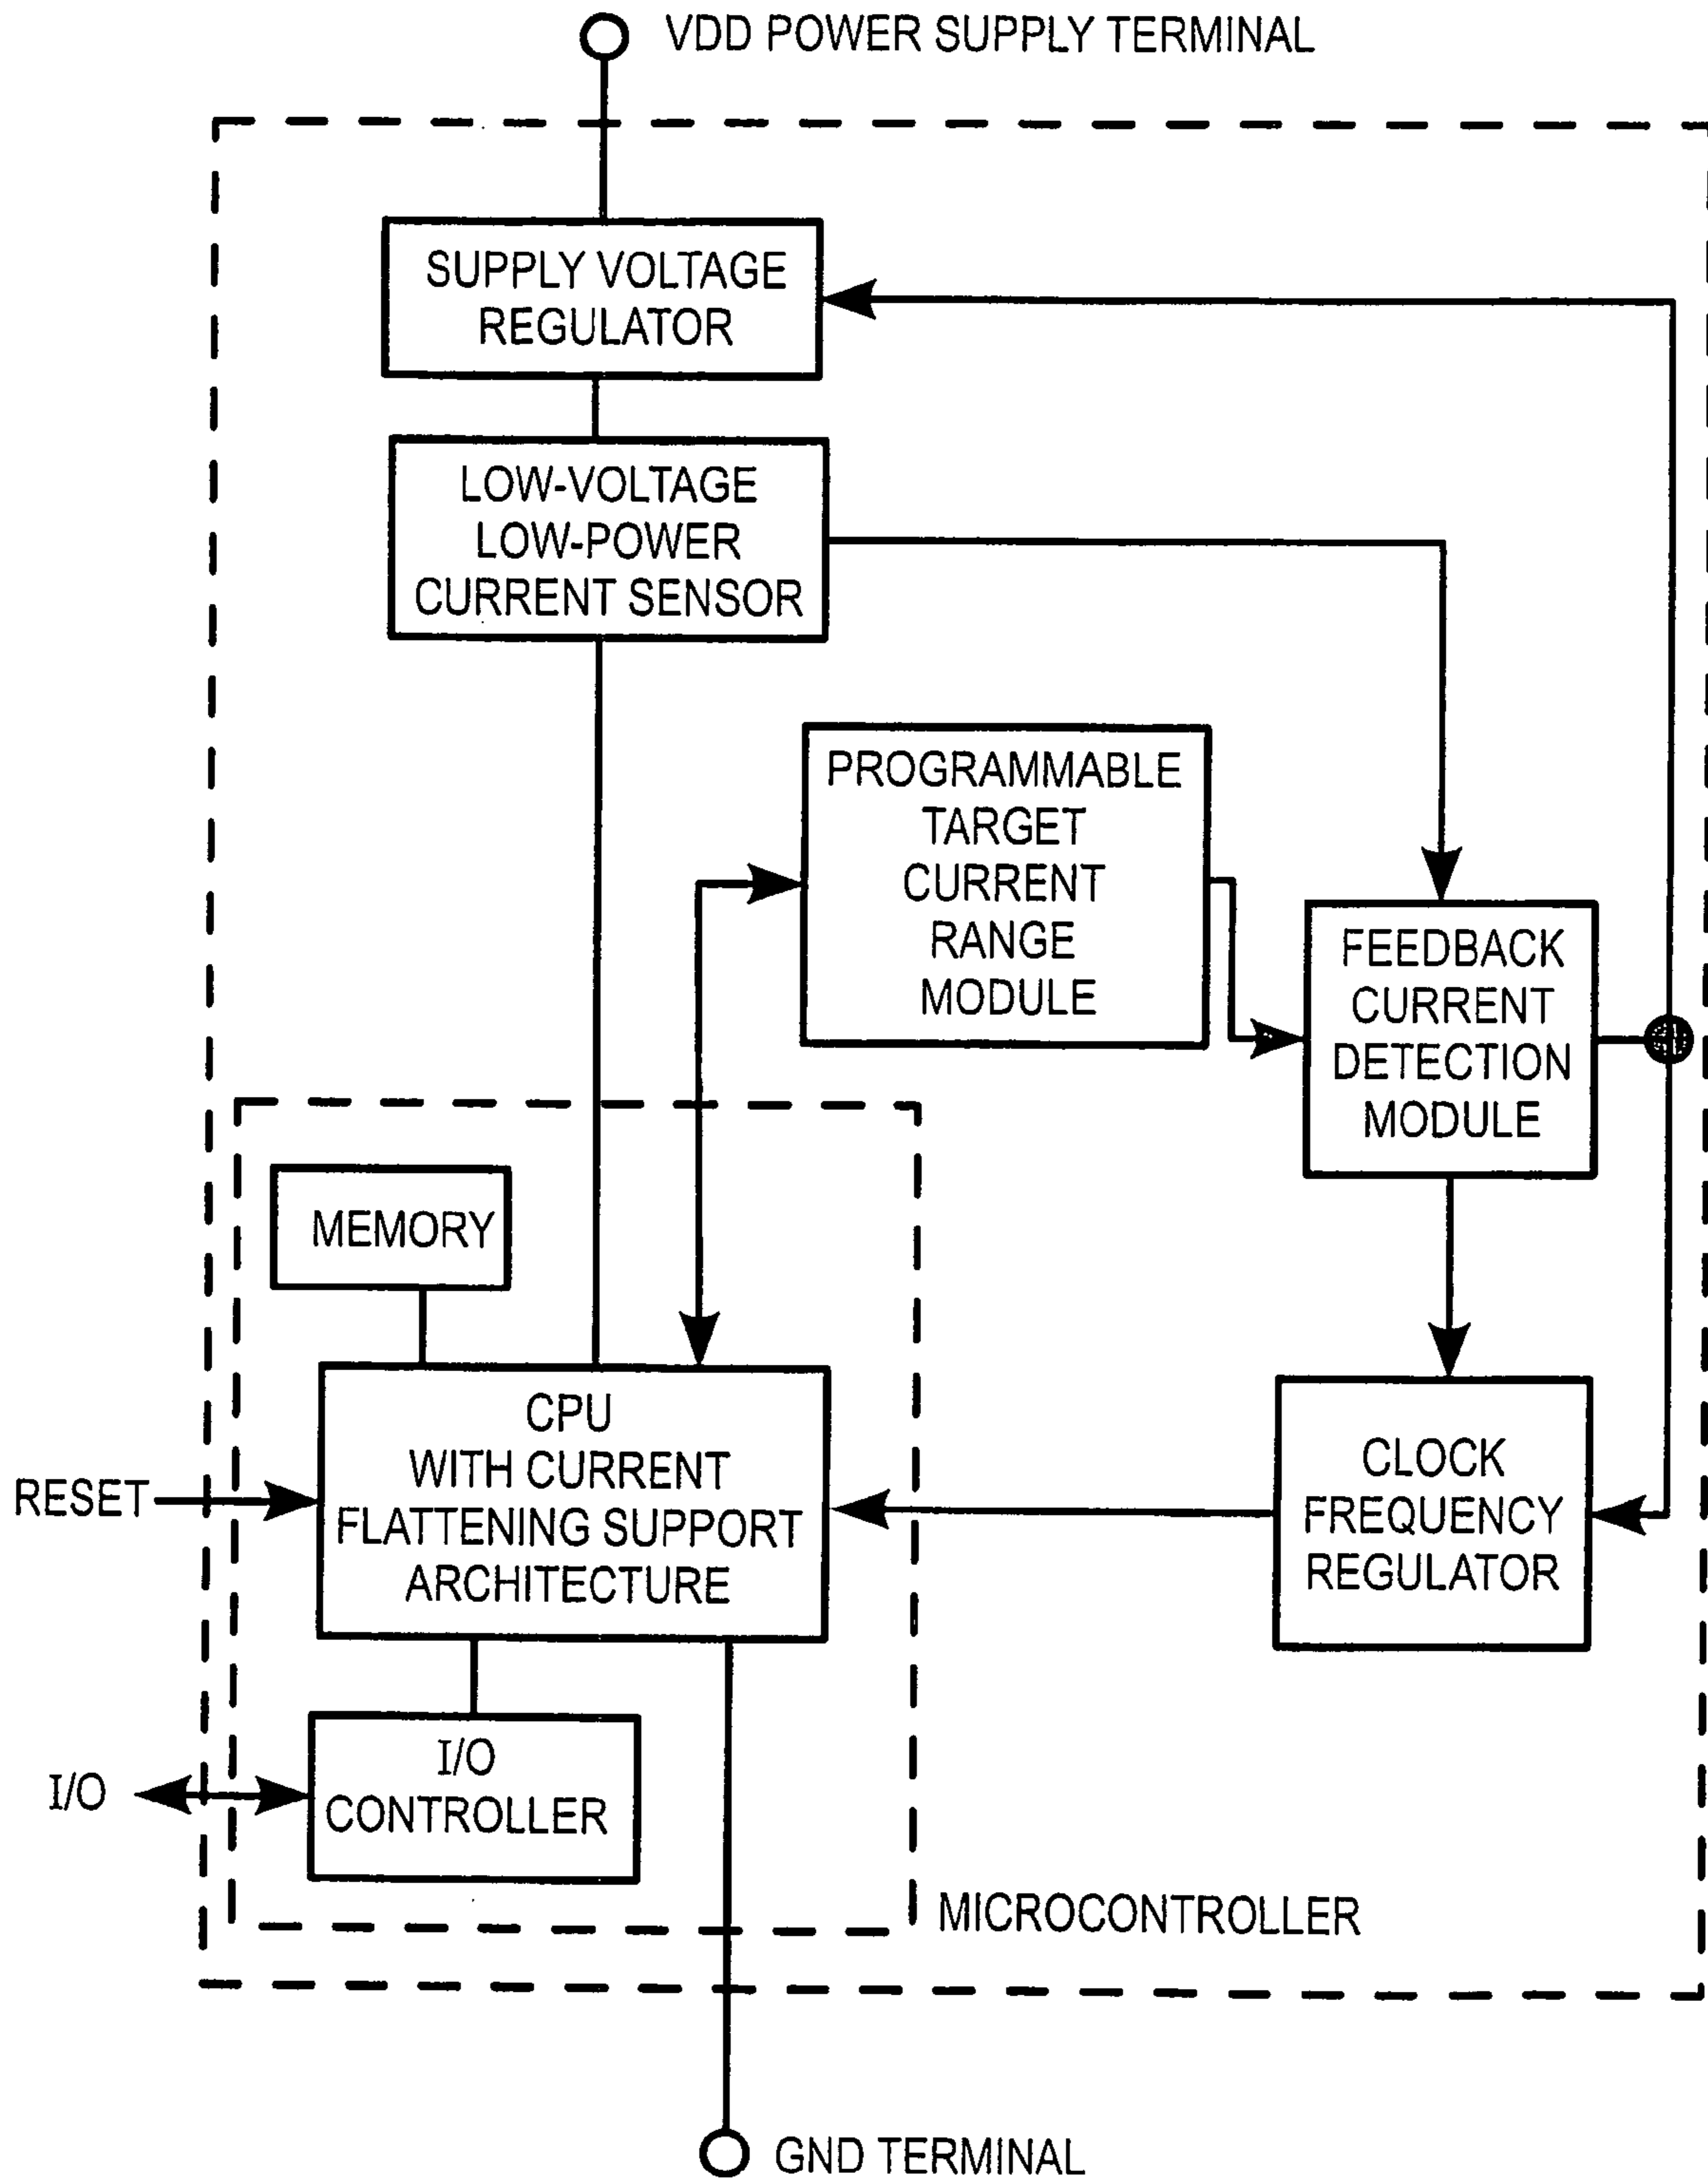 VDD POWER SUPPLY TERMINAL
SUPPLY VOLTAGE
REGULATOR
LOW-VOLTAGE
LOW-POWER
CURRENT SENSOR
PROGRAMMABLE
TARGET
CURRENT
RANGE
MODULE
FEEDBACK
CURRENT
DETECTION
MODULE
MEMORY
CPU
WITH CURRENT
FLATTENING SUPPORT
ARCHITECTURE
RESET
CLOCK
FREQUENCY
REGULATOR
I/O
I/O
CONTROLLER
MICROCONTROLLER
GND TERMINAL